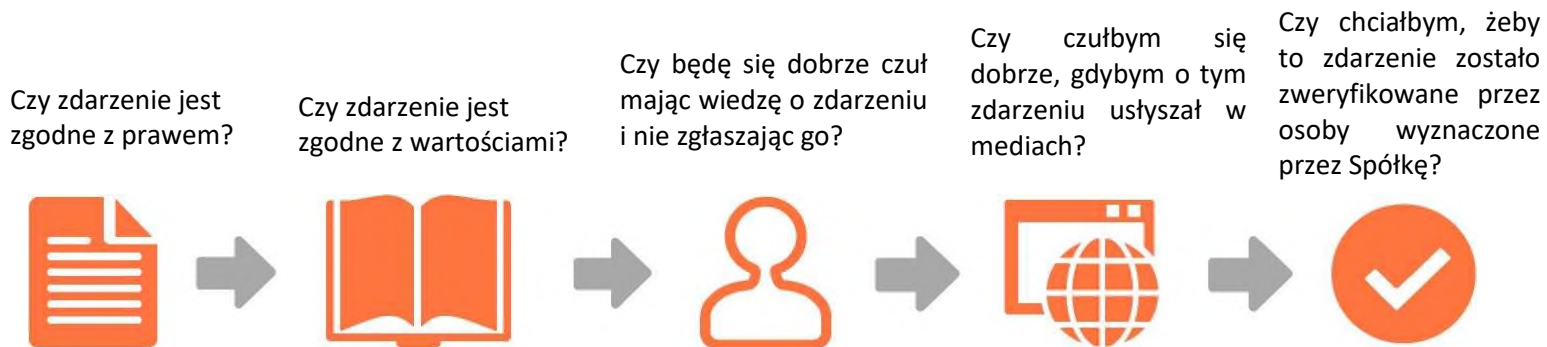 Czy zdarzenie jest
zgodne z prawem?
Czy zdarzenie jest
zgodne z wartościami?
Czy będę się dobrze czuł
mając wiedzę o zdarzeniu
i nie zgłaszając go?
Czy czułbym się
dobrze, gdybym o tym
zdarzeniu usłyszał w
mediach?
Czy chciałbym, żeby
to zdarzenie zostało
zweryfikowane przez
osoby wyznaczone
przez Spółkę?